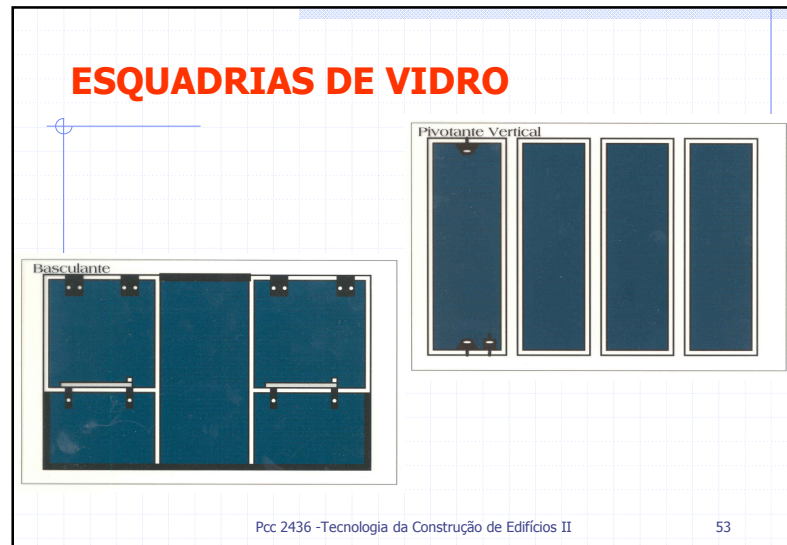 ESQUADRIAS DE VIDRO
Pivotante Vertical
Basculante
Pcc 2436 -Tecnologia da Construção de Edifícios II 53